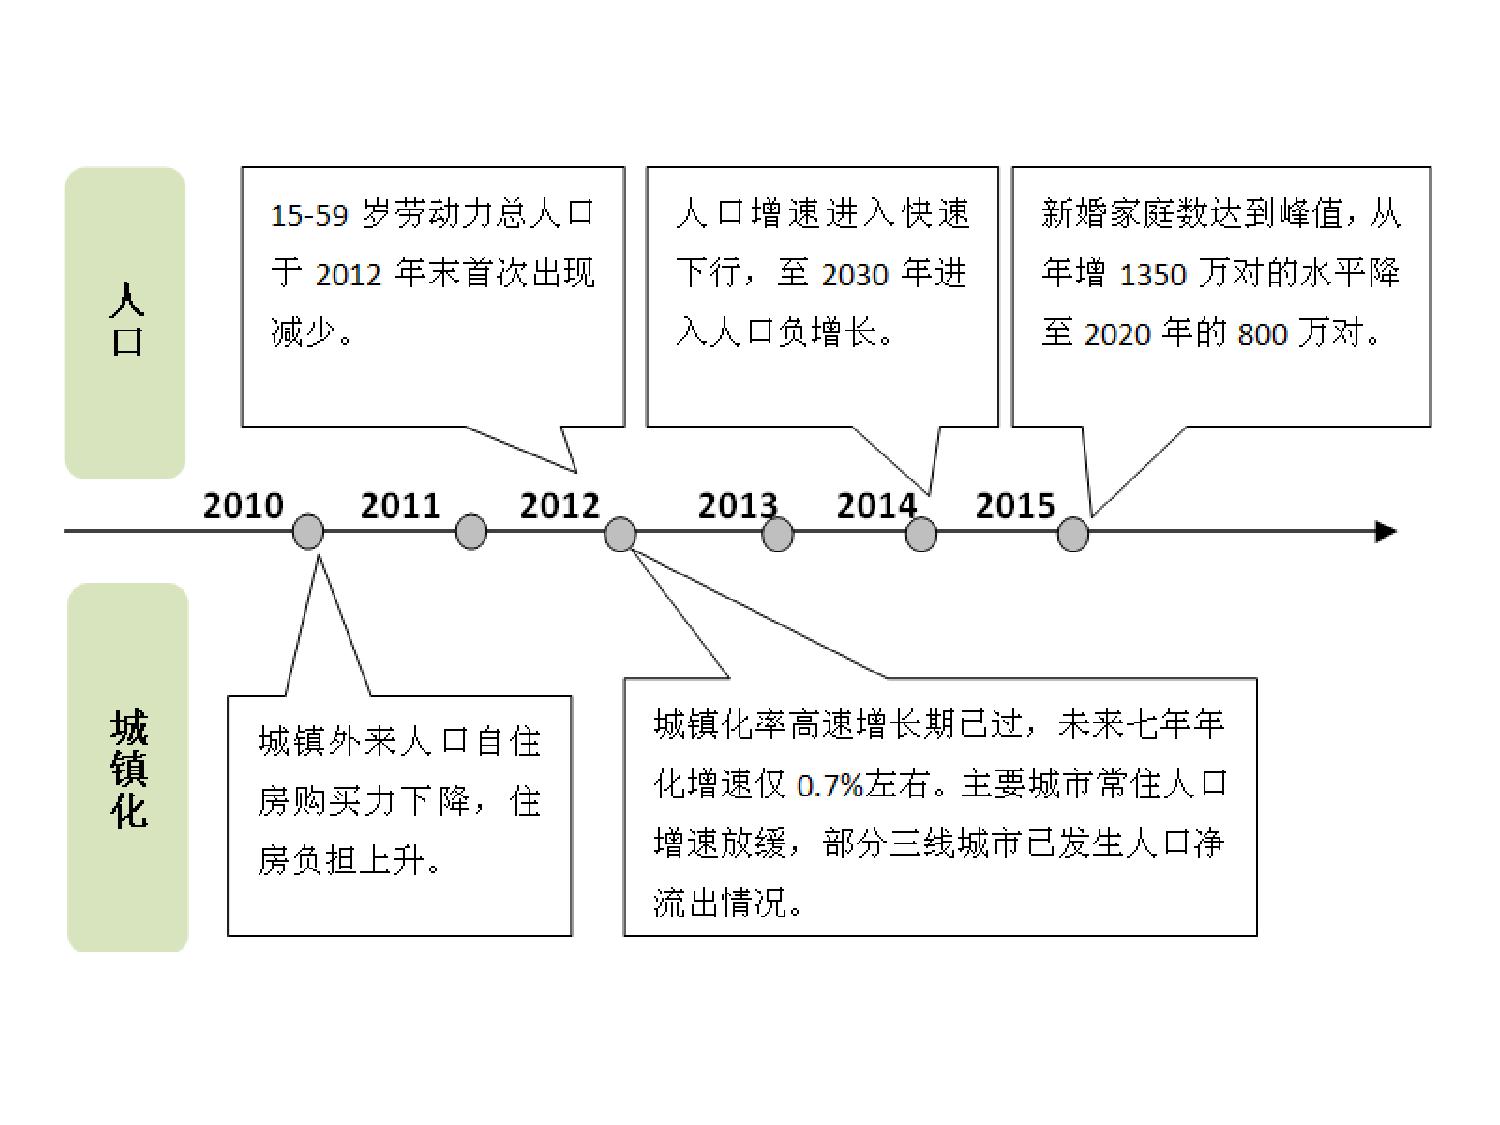 人
口
15-59 岁劳动力总人口
于 2012 年末首次出现
减少。
人口增速进入快速
下行，至 2030 年进
入人口负增长。
新婚家庭数达到峰值，从
年增 1350 万对的水平降
至 2020 年的 800 万对。
2010 2011 2012 2013 2014 2015
城
镇
化
城镇外来人口自住
房购买力下降，住
房负担上升。
城镇化率高速增长期已过，未来七年年
化增速仅 0.7%左右。主要城市常住人口
增速放缓，部分三线城市已发生人口净
流出情况。